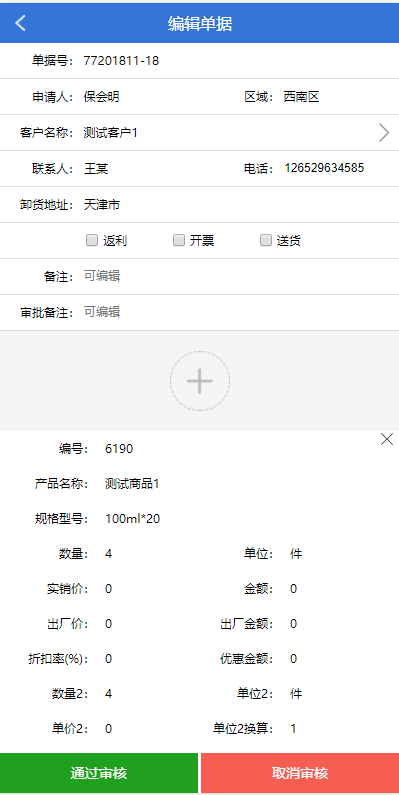 编辑单据
单据号： 77201811-18
申请人： 保会明 区域： 西南区
客户名称： 测试客户1
联系人： 王某 电话： 126529634585
卸货地址： 天津市
返利 开票 送货
备注： 可编辑
审批备注： 可编辑
编号： 6190
产品名称： 测试商品1
规格型号： 100ml*20
数量： 4 单位： 件
实销价： 0 金额： 0
出厂价： 0 出厂金额： 0
折扣率(%)： 0 优惠金额： 0
数量2： 4 单位2： 件
单价2： 0 单位2换算： 1
通过审核 取消审核